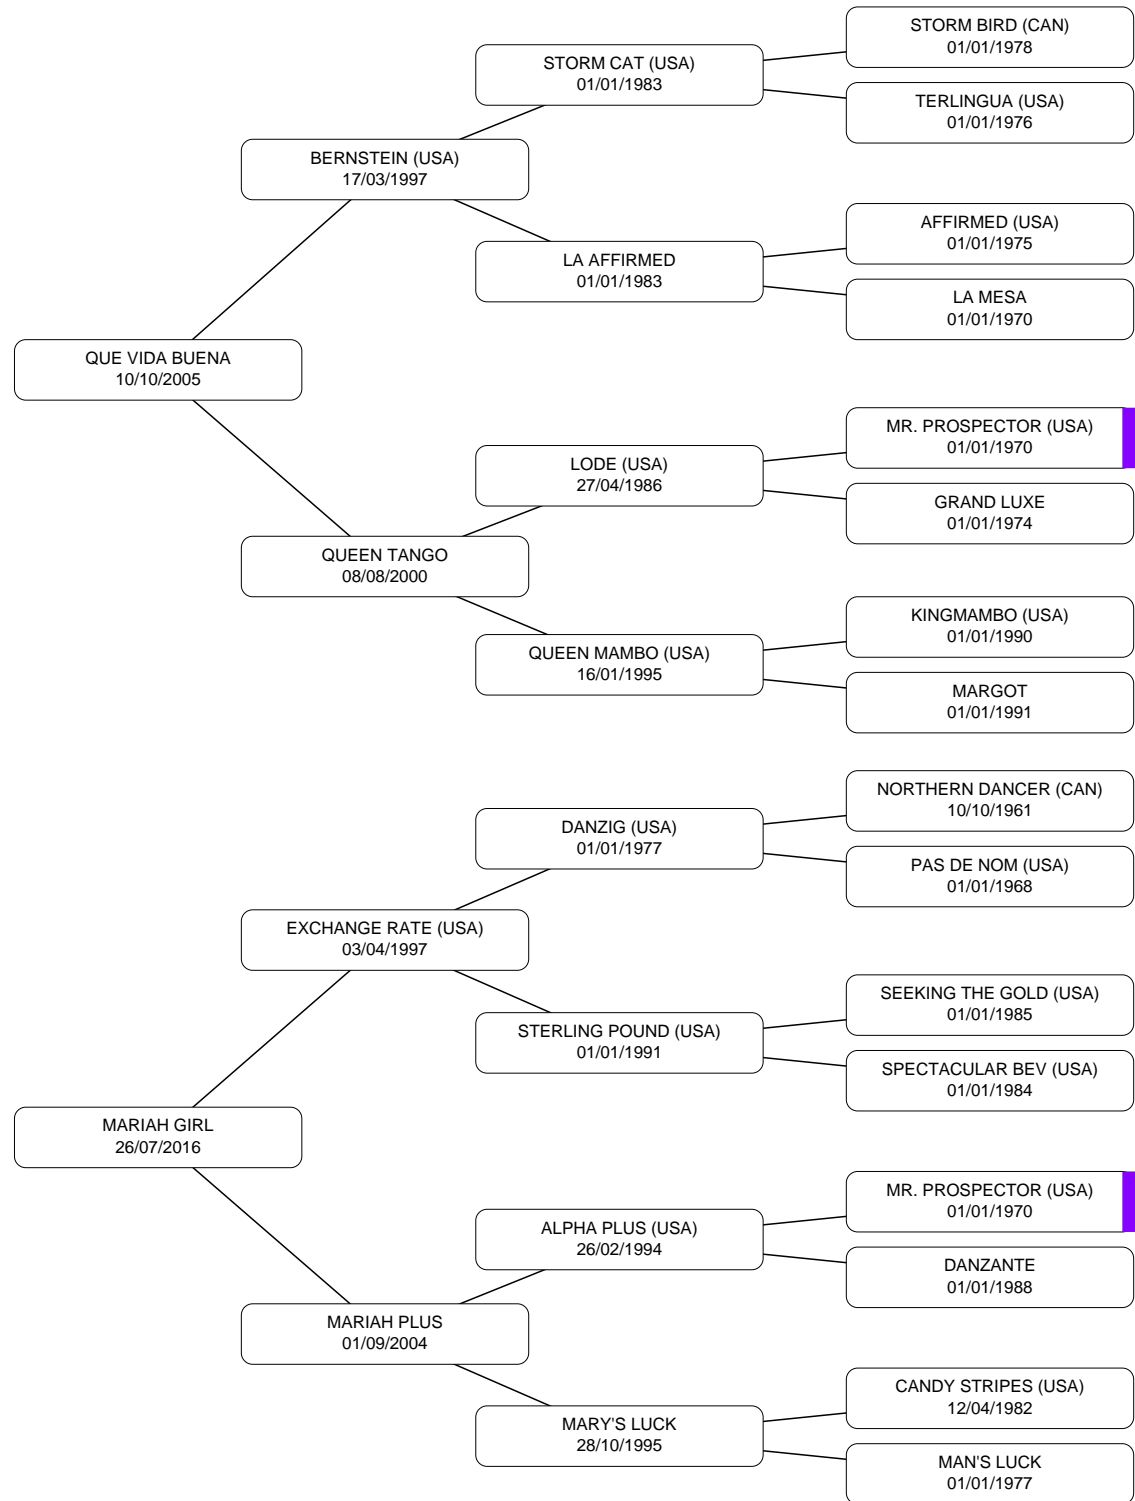 STORM BIRD (CAN)
01/01/1978
STORM CAT (USA)
01/01/1983
TERLINGUA (USA)
01/01/1976
BERNSTEIN (USA)
17/03/1997
AFFIRMED (USA)
01/01/1975
LA AFFIRMED
01/01/1983
LA MESA
01/01/1970
QUE VIDA BUENA
10/10/2005
MR. PROSPECTOR (USA)
01/01/1970
LODE (USA)
27/04/1986
GRAND LUXE
01/01/1974
QUEEN TANGO
08/08/2000
KINGMAMBO (USA)
01/01/1990
QUEEN MAMBO (USA)
16/01/1995
MARGOT
01/01/1991
NORTHERN DANCER (CAN)
10/10/1961
DANZIG (USA)
01/01/1977
PAS DE NOM (USA)
01/01/1968
EXCHANGE RATE (USA)
03/04/1997
SEEKING THE GOLD (USA)
01/01/1985
STERLING POUND (USA)
01/01/1991
SPECTACULAR BEV (USA)
01/01/1984
MARIAH GIRL
26/07/2016
MR. PROSPECTOR (USA)
01/01/1970
ALPHA PLUS (USA)
26/02/1994
DANZANTE
01/01/1988
MARIAH PLUS
01/09/2004
CANDY STRIPES (USA)
12/04/1982
MARY'S LUCK
28/10/1995
MAN'S LUCK
01/01/1977